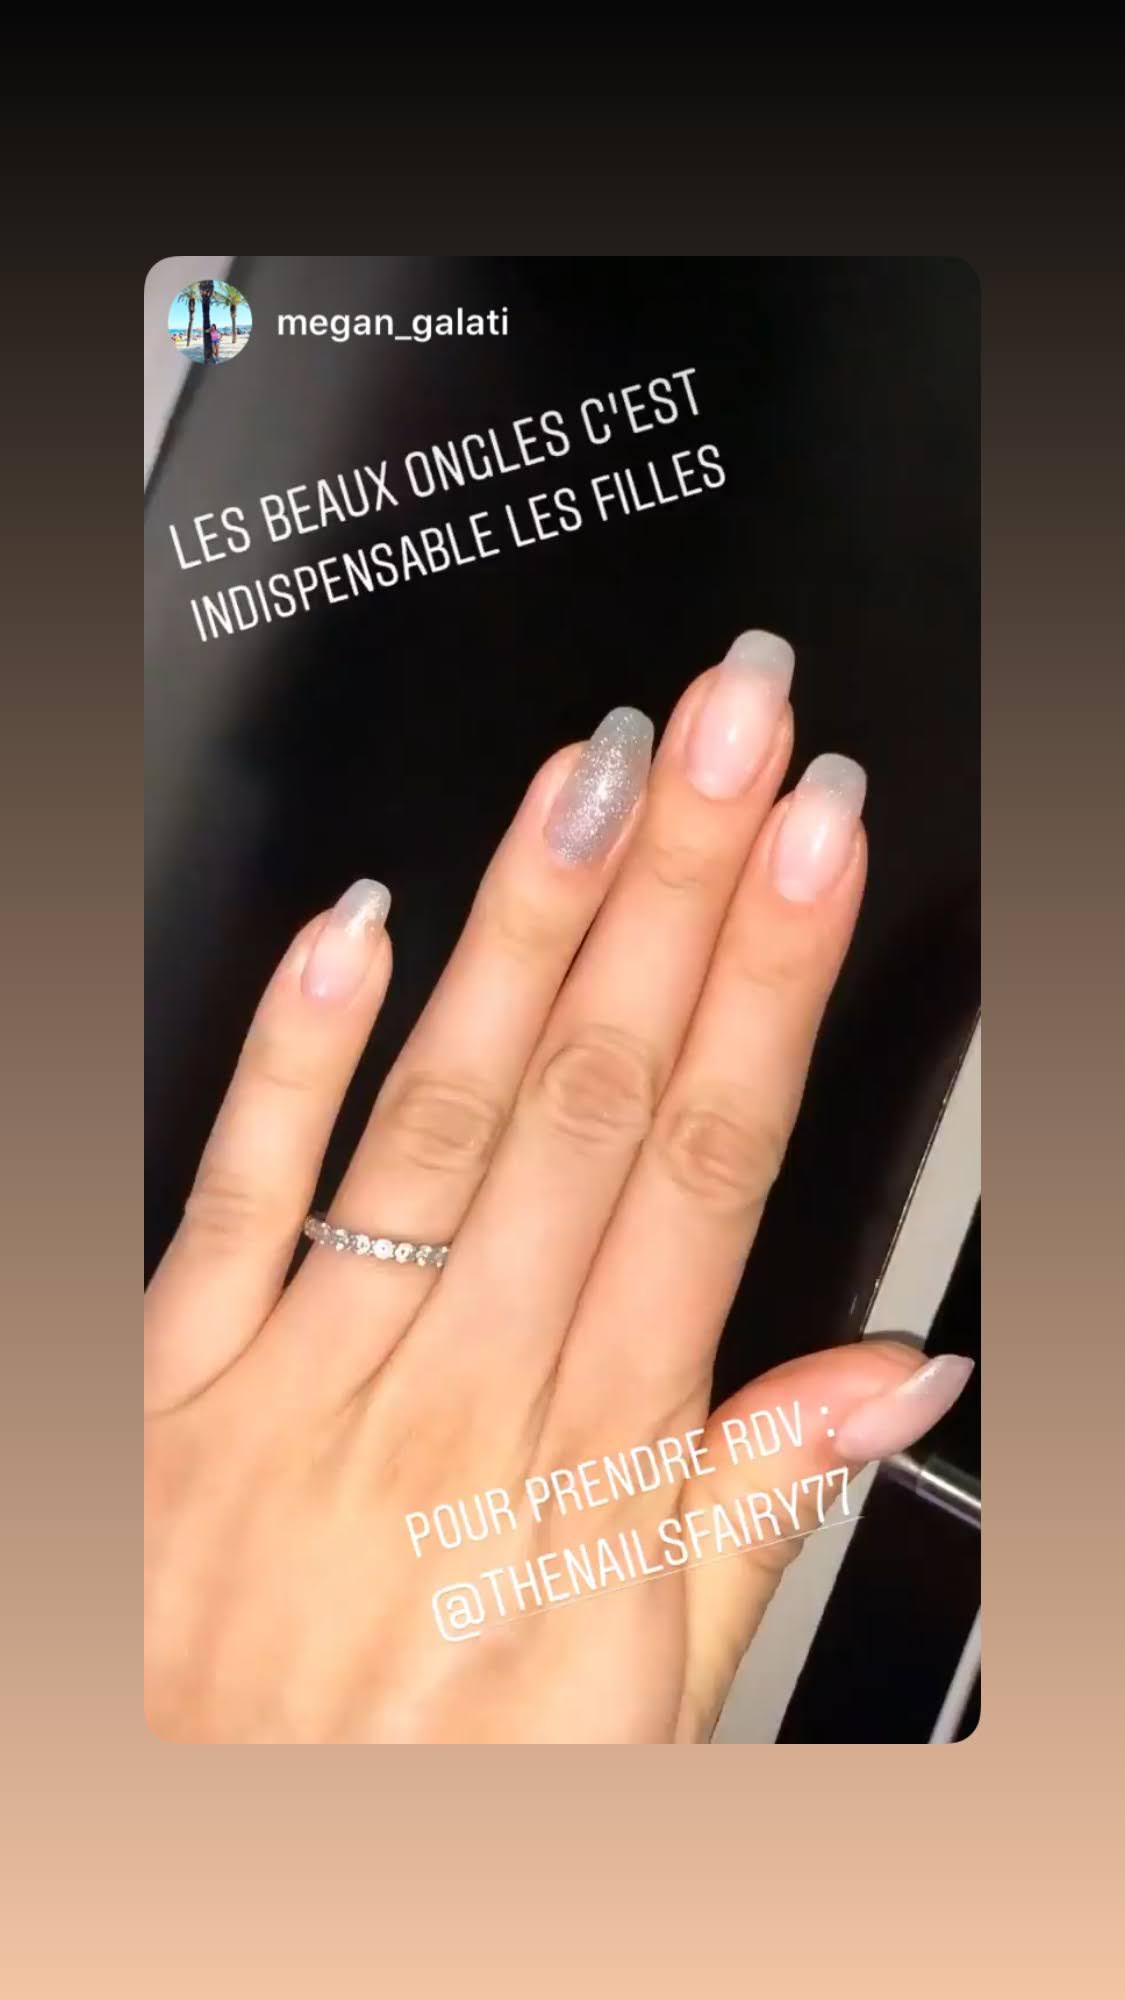 megan_galati
LES BEAUX ONGLES C'EST
INDISPENSABLE LES FILLES
POUR PRENDRE RDV :
@THENAILSFAIRY77